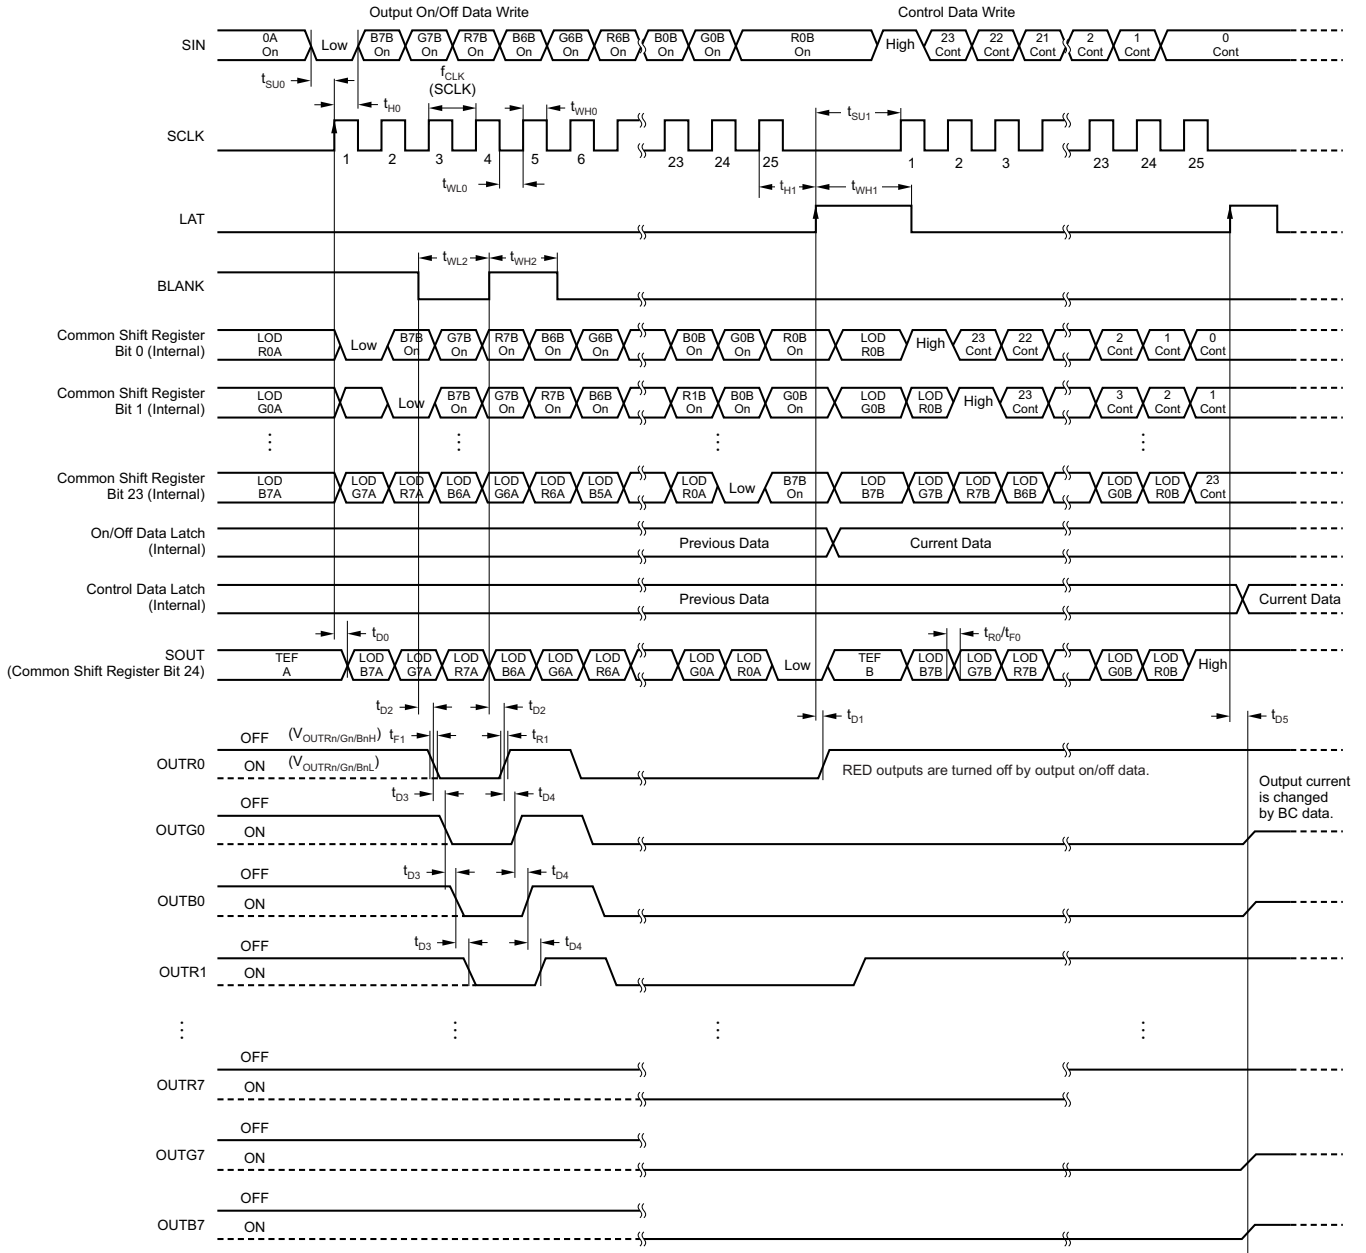 Output On/Off Data Write
Control Data Write
SIN
0A On
Low
B7B On
G7B On
R7B On
B6B On
G6B On
R6B On
B0B On
G0B On
R0B On
High
23 Cont
22 Cont
21 Cont
2 Cont
1 Cont
0 Cont
tSU0
tH0
fCLK (SCLK)
tWH0
tSU1
SCLK
1 2 3 4 5 6 23 24 25 1 2 3 23 24 25
tWL0
tH1
tWH1
LAT
tWL2
tWH2
BLANK
Common Shift Register
Bit 0 (Internal)
LOD R0A
Low
B7B On
G7B On
R7B On
B6B On
G6B On
B0B On
G0B On
R0B On
LOD R0B
High
23 Cont
22 Cont
2 Cont
1 Cont
0 Cont
Common Shift Register
Bit 1 (Internal)
LOD G0A
Low
B7B On
G7B On
R7B On
B6B On
R1B On
B0B On
G0B On
LOD G0B
LOD R0B
High
23 Cont
3 Cont
2 Cont
1 Cont
Common Shift Register
Bit 23 (Internal)
LOD B7A
LOD G7A
LOD R7A
LOD B6A
LOD G6A
LOD R6A
LOD B5A
LOD R0A
Low
B7B On
LOD B7B
LOD G7B
LOD R7B
LOD B6B
LOD G0B
LOD R0B
23 Cont
On/Off Data Latch
(Internal)
Previous Data
Current Data
Control Data Latch
(Internal)
Previous Data
Current Data
tD0
tR0/tF0
SOUT
(Common Shift Register Bit 24)
TEF A
LOD B7A
LOD G7A
LOD R7A
LOD B6A
LOD G6A
LOD R6A
LOD G0A
LOD R0A
Low
TEF B
LOD B7B
LOD G7B
LOD R7B
LOD G0B
LOD R0B
High
tD2
tD2
tD1
tD5
OUTR0
OFF
(VOUTRn/Gn/BnH)
tF1
tR1
ON
(VOUTRn/Gn/BnL)
RED outputs are turned off by output on/off data.
Output current
is changed
by BC data.
tD3
tD4
OUTG0
OFF
ON
tD3
tD4
OUTB0
OFF
ON
tD3
tD4
OUTR1
OFF
ON
OUTR7
OFF
ON
OUTG7
OFF
ON
OUTB7
OFF
ON